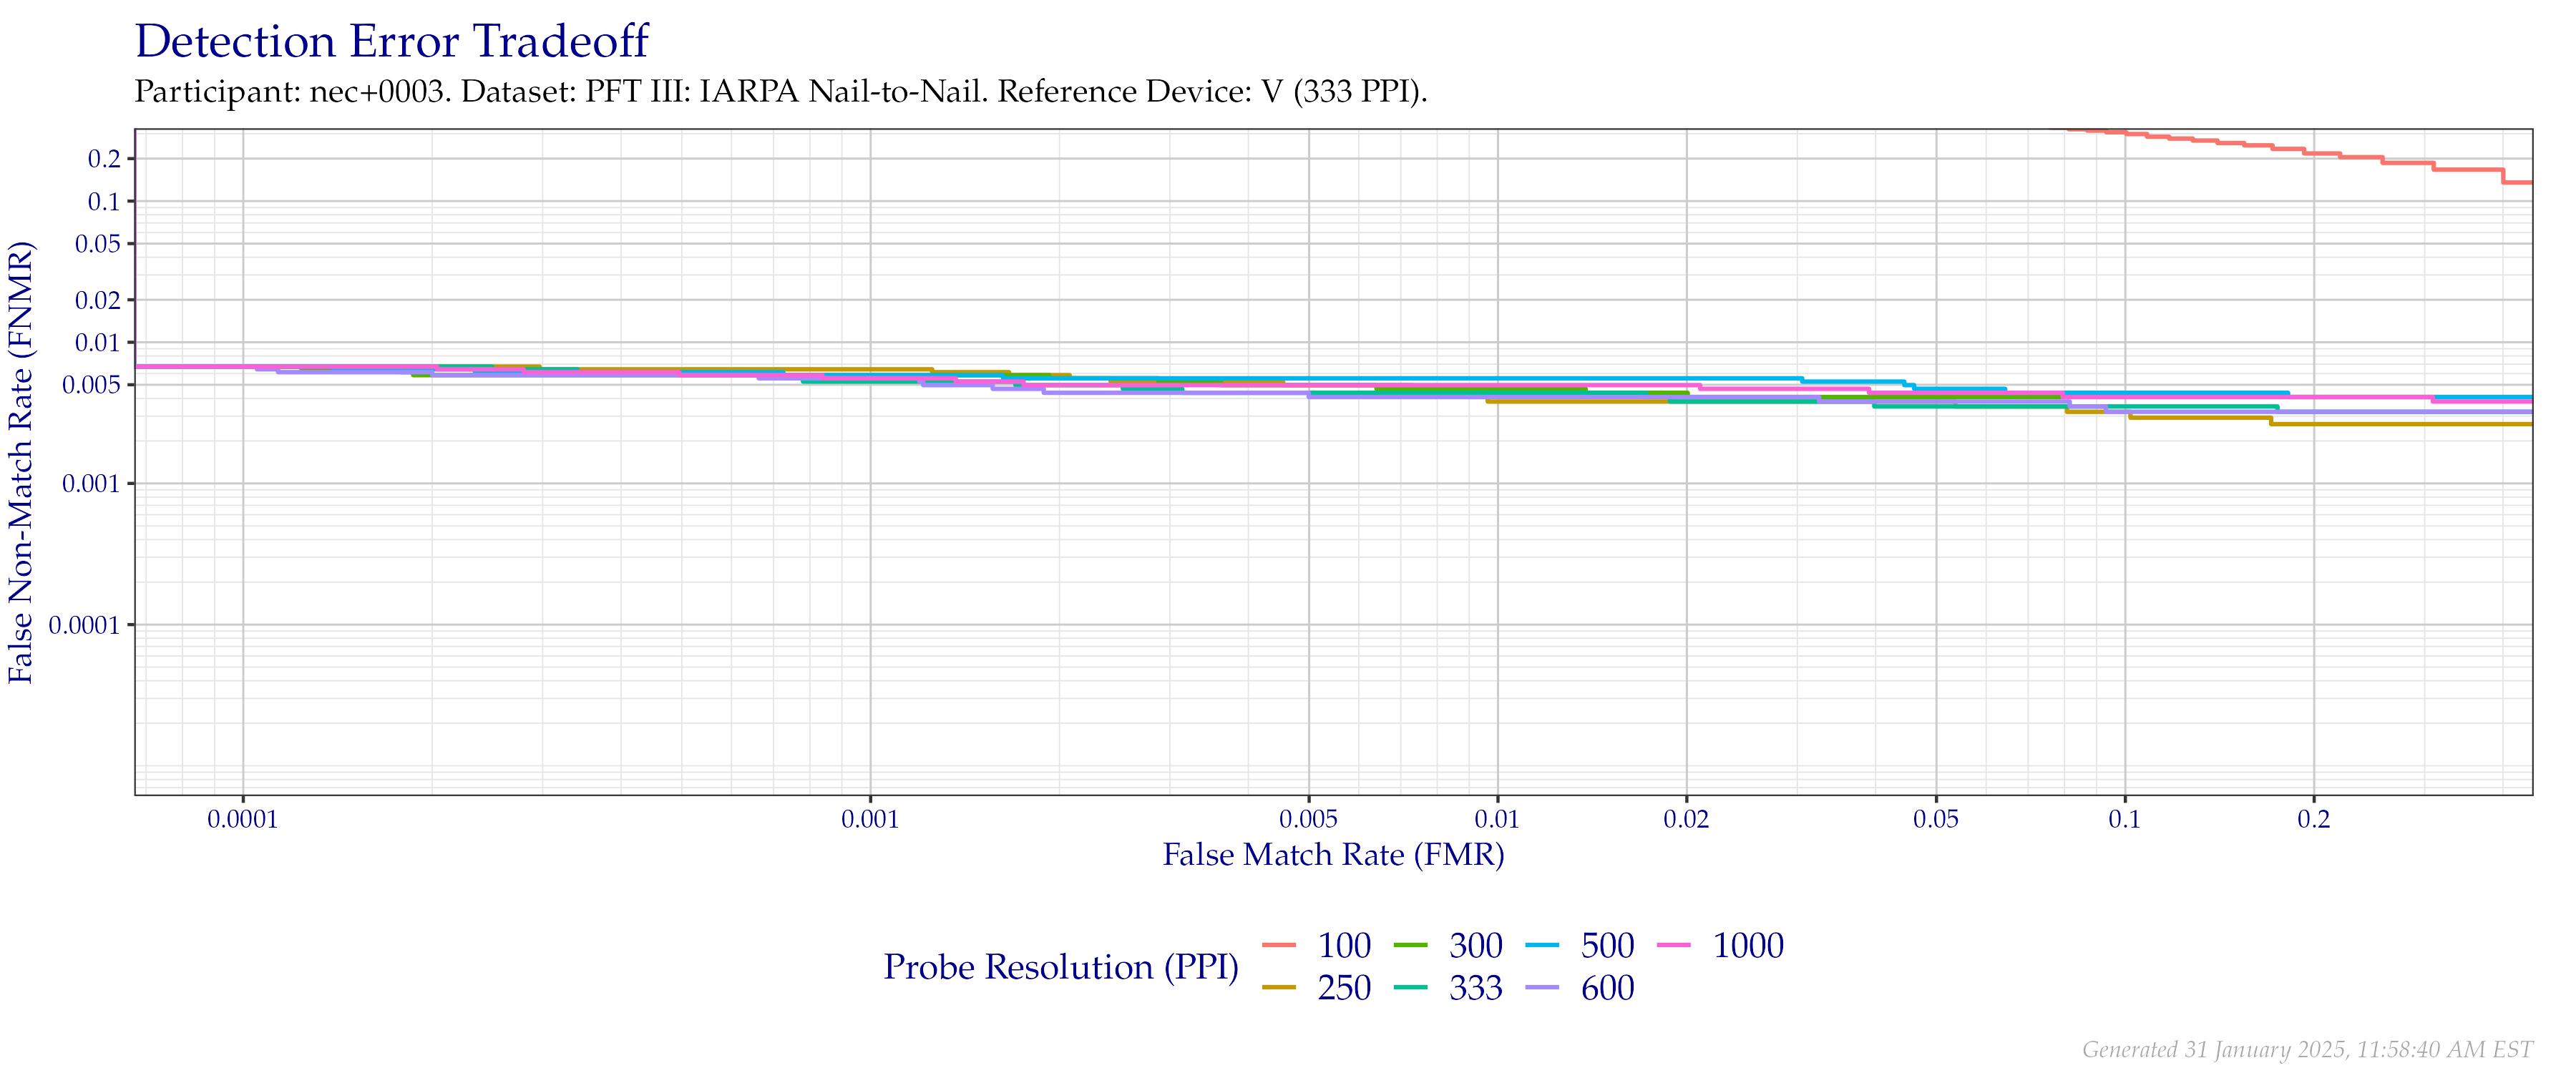 Detection Error Tradeoff
Participant: nec+0003. Dataset: PFT III: IARPA Nail-to-Nail. Reference Device: V (333 PPI).
False Non-Match Rate (FNMR)
0.2
0.1
0.05
0.02
0.01
0.005
0.001
0.0001
0.0001 0.001 0.005 0.01 0.02 0.05 0.1 0.2
False Match Rate (FMR)
Probe Resolution (PPI)
100 300 500 1000
250 333 600
Generated 31 January 2025, 11:58:40 AM EST